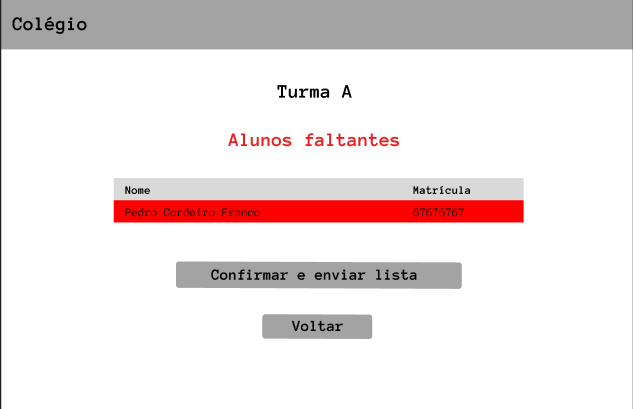 Colégio
Turma A
Alunos faltantes
Nome Matrícula
Pedro Cordeiro Franco 67676767
Confirmar e enviar lista
Voltar